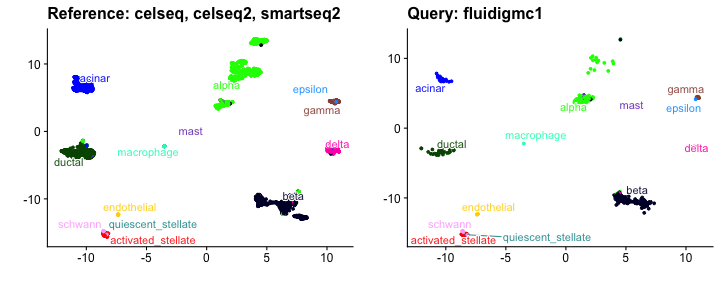 Reference: celseq, celseq2, smartseq2
10
0
-10
acinar
alpha
epsilon
gamma
mast
macrophage
delta
ductal
beta
endothelial
schwann
quiescent_stellate
activated_stellate
-10
-5
0
5
10
Query: fluidigmc1
10
0
-10
acinar
gamma
alpha
mast
epsilon
macrophage
ductal
delta
beta
endothelial
schwann
activated_stellate
quiescent_stellate
-10
-5
0
5
10